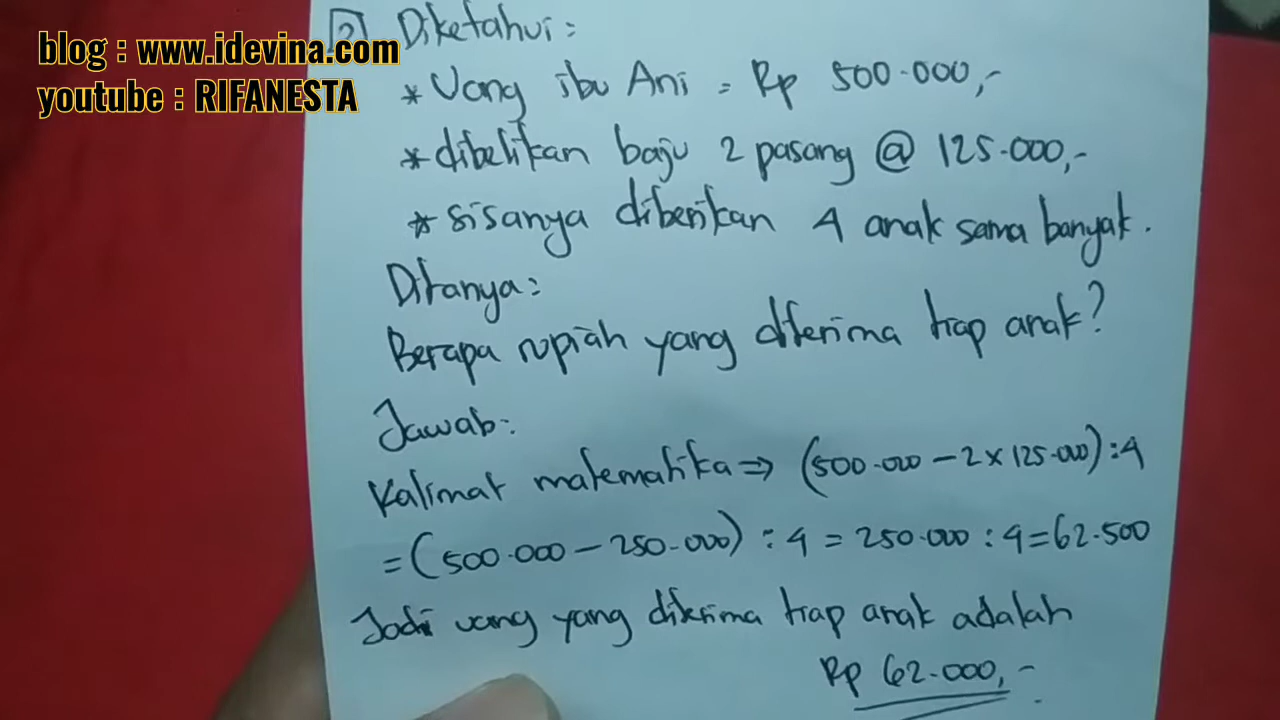 blog : www.idevina.com
youtube : RIFANESTA
2 Diketahui :
* Uang ibu Ani = Rp 500.000,-
* dibelikan baju 2 pasang @ 125.000,-
* sisanya diberikan 4 anak sama banyak.
Ditanya :
Berapa rupiah yang diterima tiap anak?
Jawab :
Kalimat matematika ⇒ (500.000 - 2 x 125.000) : 4
= (500.000 - 250.000) : 4 = 250.000 : 4 = 62.500
Jadi uang yang diterima tiap anak adalah
Rp 62.000,-